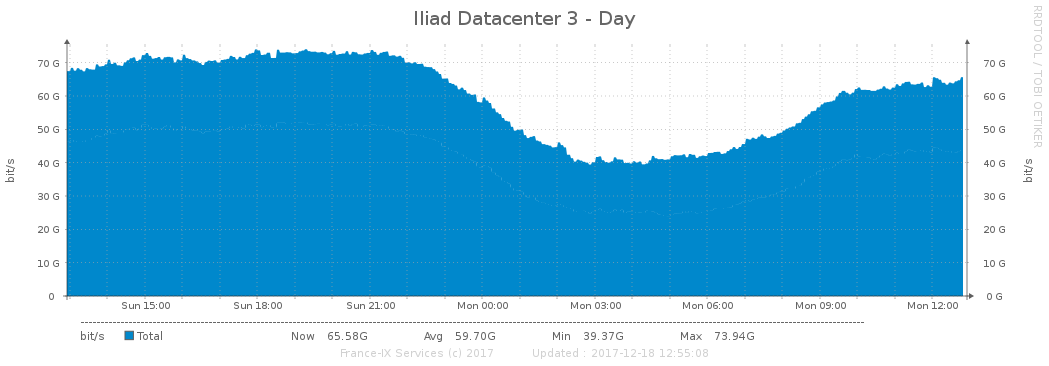 Iliad Datacenter 3 - Day
RRDTOOL / TOBI OETIKER
bit/s
70 G
60 G
50 G
40 G
30 G
20 G
10 G
0
70 G
60 G
50 G
40 G
30 G
20 G
10 G
0 G
bit/s
Sun 15:00 Sun 18:00 Sun 21:00 Mon 00:00 Mon 03:00 Mon 06:00 Mon 09:00 Mon 12:00
bit/s Total Now 65.58G Avg 59.70G Min 39.37G Max 73.94G
France-IX Services (c) 2017 Updated : 2017-12-18 12:55:08